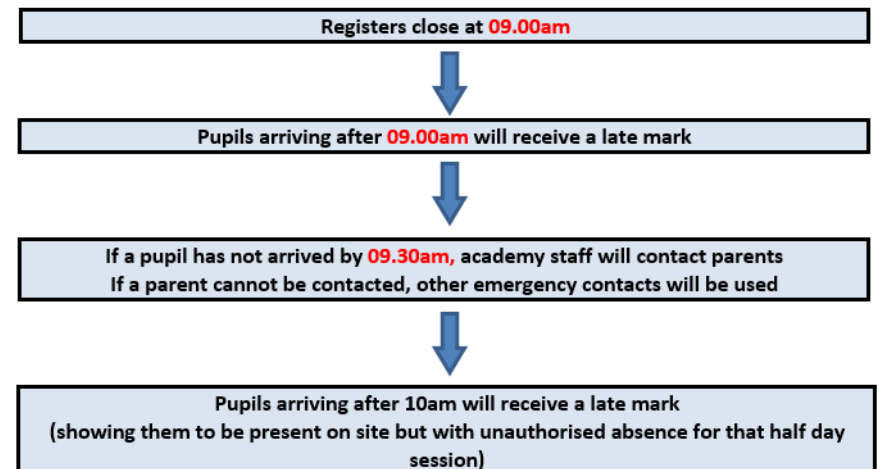 Registers close at 09.00am
Pupils arriving after 09.00am will receive a late mark
If a pupil has not arrived by 09.30am, academy staff will contact parents
If a parent cannot be contacted, other emergency contacts will be used
Pupils arriving after 10am will receive a late mark
(showing them to be present on site but with unauthorised absence for that half day
session)